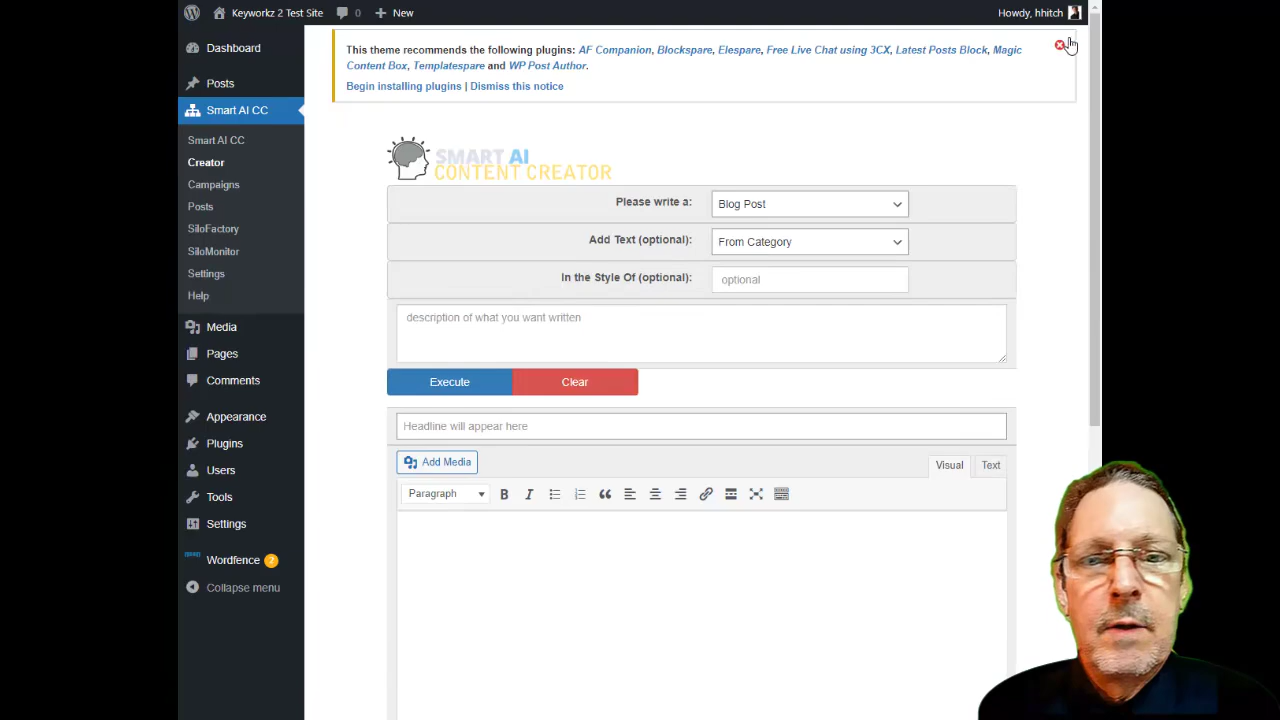 Keyworkz 2 Test Site 0 New Howdy, hhitch
Dashboard
Posts
Smart AI CC
Smart AI CC
Creator
Campaigns
Posts
SiloFactory
SiloMonitor
Settings
Help
Media
Pages
Comments
Appearance
Plugins
Users
Tools
Settings
Wordfence 2
Collapse menu
This theme recommends the following plugins: AF Companion, Blockspare, Elespare, Free Live Chat using 3CX, Latest Posts Block, Magic
Content Box, Templatespare and WP Post Author.
Begin installing plugins | Dismiss this notice
SMART AI
CONTENT CREATOR
Please write a: Blog Post
Add Text (optional): From Category
In the Style Of (optional): optional
description of what you want written
Execute Clear
Headline will appear here
Add Media Visual Text
Paragraph B I